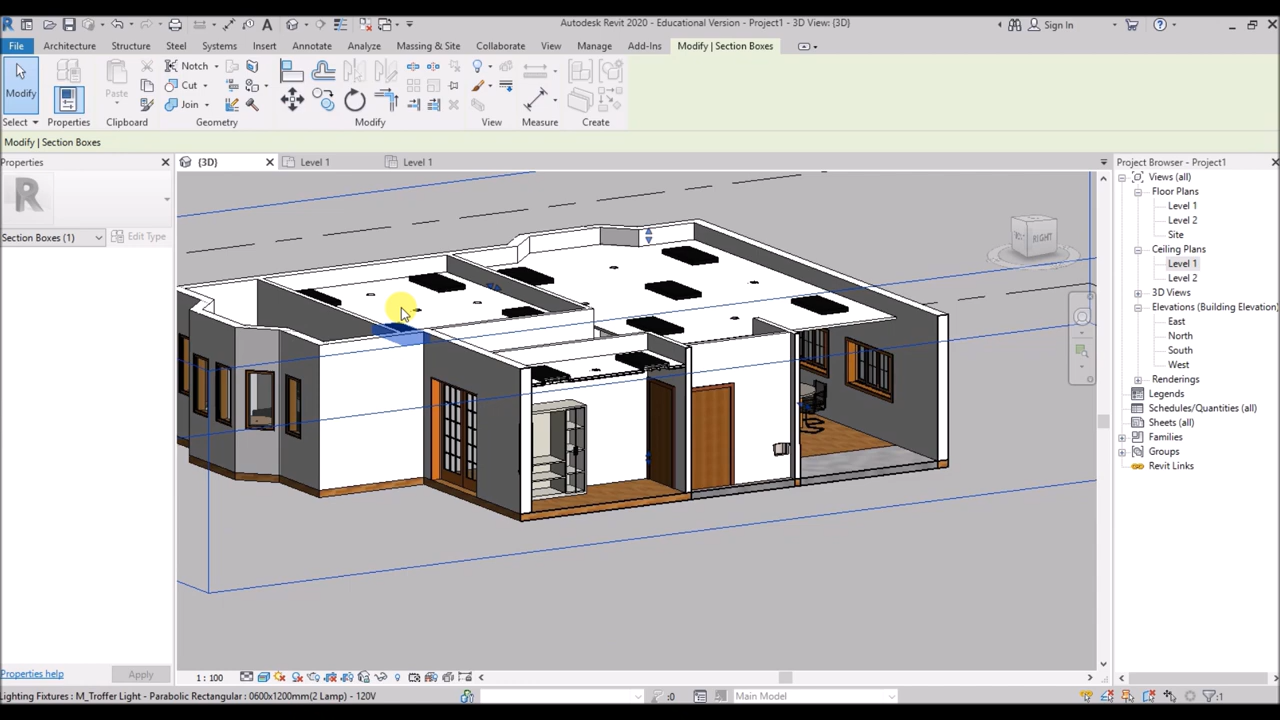 Autodesk Revit 2020 - Educational Version - Project1 - 3D View: {3D}
Sign In
File Architecture Structure Steel Systems Insert Annotate Analyze Massing & Site Collaborate View Manage Add-Ins Modify | Section Boxes
Modify
Paste
Notch
Cut
Join
Select Properties Clipboard Geometry Modify View Measure Create
Modify | Section Boxes
Properties
{3D}
Level 1
Level 1
Project Browser - Project1
R
Section Boxes (1)
Edit Type
Views (all)
Floor Plans
Level 1
Level 2
Site
Ceiling Plans
Level 1
Level 2
3D Views
Elevations (Building Elevation)
East
North
South
West
Renderings
Legends
Schedules/Quantities (all)
Sheets (all)
Families
Groups
Revit Links
RIGHT
Properties help
Apply
1 : 100
Lighting Fixtures : M_Troffer Light - Parabolic Rectangular : 0600x1200mm(2 Lamp) - 120V
:0
Main Model
:1